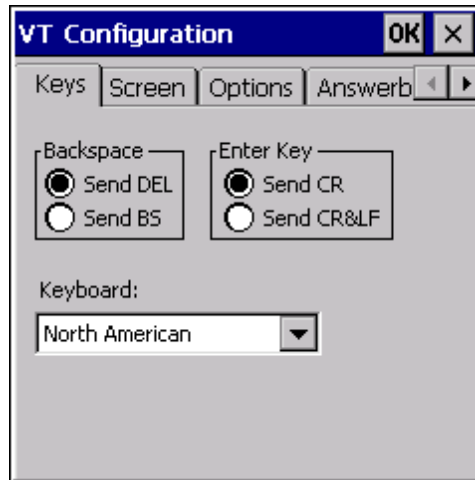 VT Configuration OK
Keys Screen Options Answerb
Backspace Enter Key
Send DEL Send CR
Send BS Send CR&LF
Keyboard:
North American